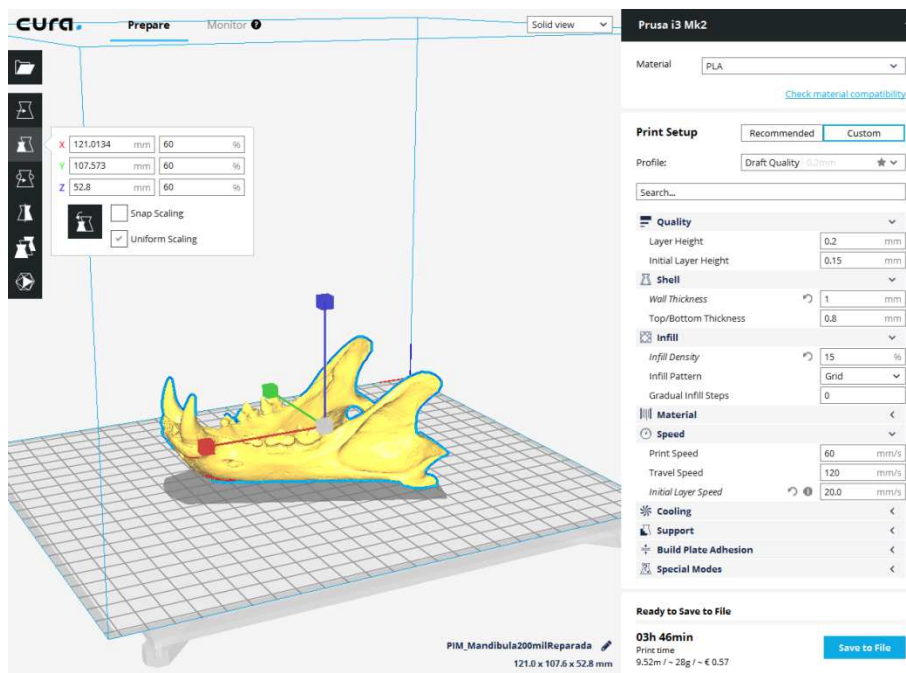 cura.
Prepare
Monitor ?
Solid view
X 121.0134 mm 60 %
Y 107.573 mm 60 %
Z 52.8 mm 60 %
Snap Scaling
Uniform Scaling
PIM_Mandibula200milReparada
121.0 x 107.6 x 52.8 mm
Prusa i3 Mk2
Material PLA
Check material compatibility
Print Setup Recommended Custom
Profile: Draft Quality 0.2mm
Search...
Quality
Layer Height 0.2 mm
Initial Layer Height 0.15 mm
Shell
Wall Thickness 1 mm
Top/Bottom Thickness 0.8 mm
Infill
Infill Density 15 %
Infill Pattern Grid
Gradual Infill Steps 0
Material
Speed
Print Speed 60 mm/s
Travel Speed 120 mm/s
Initial Layer Speed 20.0 mm/s
Cooling
Support
Build Plate Adhesion
Special Modes
Ready to Save to File
03h 46min
Print time
9.52m / ~ 28g / ~ € 0.57
Save to File